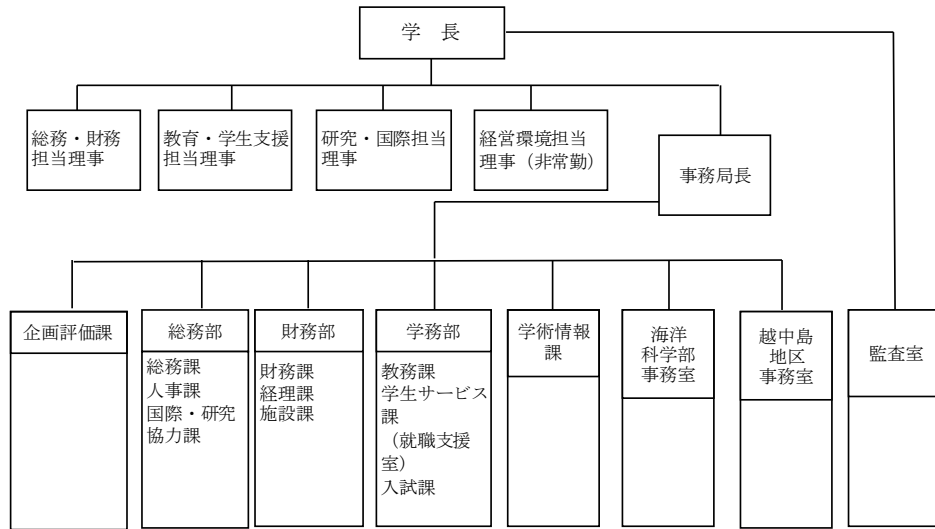 学　長
総務・財務
担当理事
教育・学生支援
担当理事
研究・国際担当
理事
経営環境担当
理事（非常勤）
事務局長
企画評価課
総務部
総務課
人事課
国際・研究
協力課
財務部
財務課
経理課
施設課
学務部
教務課
学生サービス
課
（就職支援
室）
入試課
学術情報
課
海洋
科学部
事務室
越中島
地区
事務室
監査室